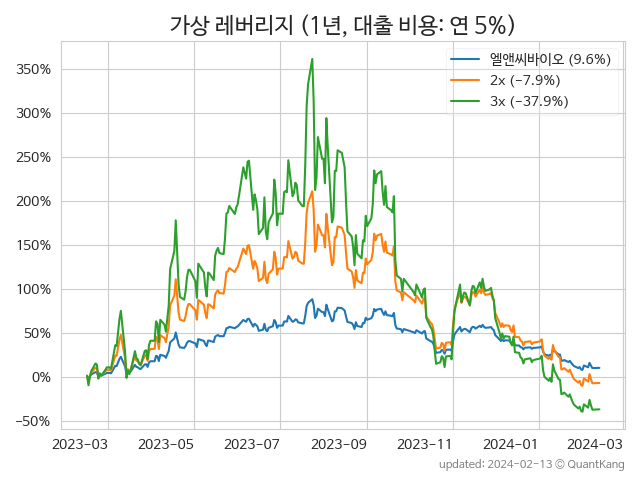 가상 레버리지 (1년, 대출 비용: 연 5%)
엘앤씨바이오 (9.6%)
2x (−7.9%)
3x (−37.9%)
350%
300%
250%
200%
150%
100%
50%
0%
−50%
2023-03 2023-05 2023-07 2023-09 2023-11 2024-01 2024-03
updated: 2024-02-13 ⓒ QuantKang